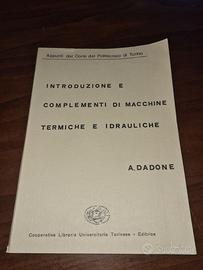 Appunti dai Corsi del Politecnico di Torino
INTRODUZIONE E
COMPLEMENTI DI MACCHINE
TERMICHE E IDRAULICHE
A. DADONE
Cooperativa Libraria Universitaria Torinese - Editrice
subito